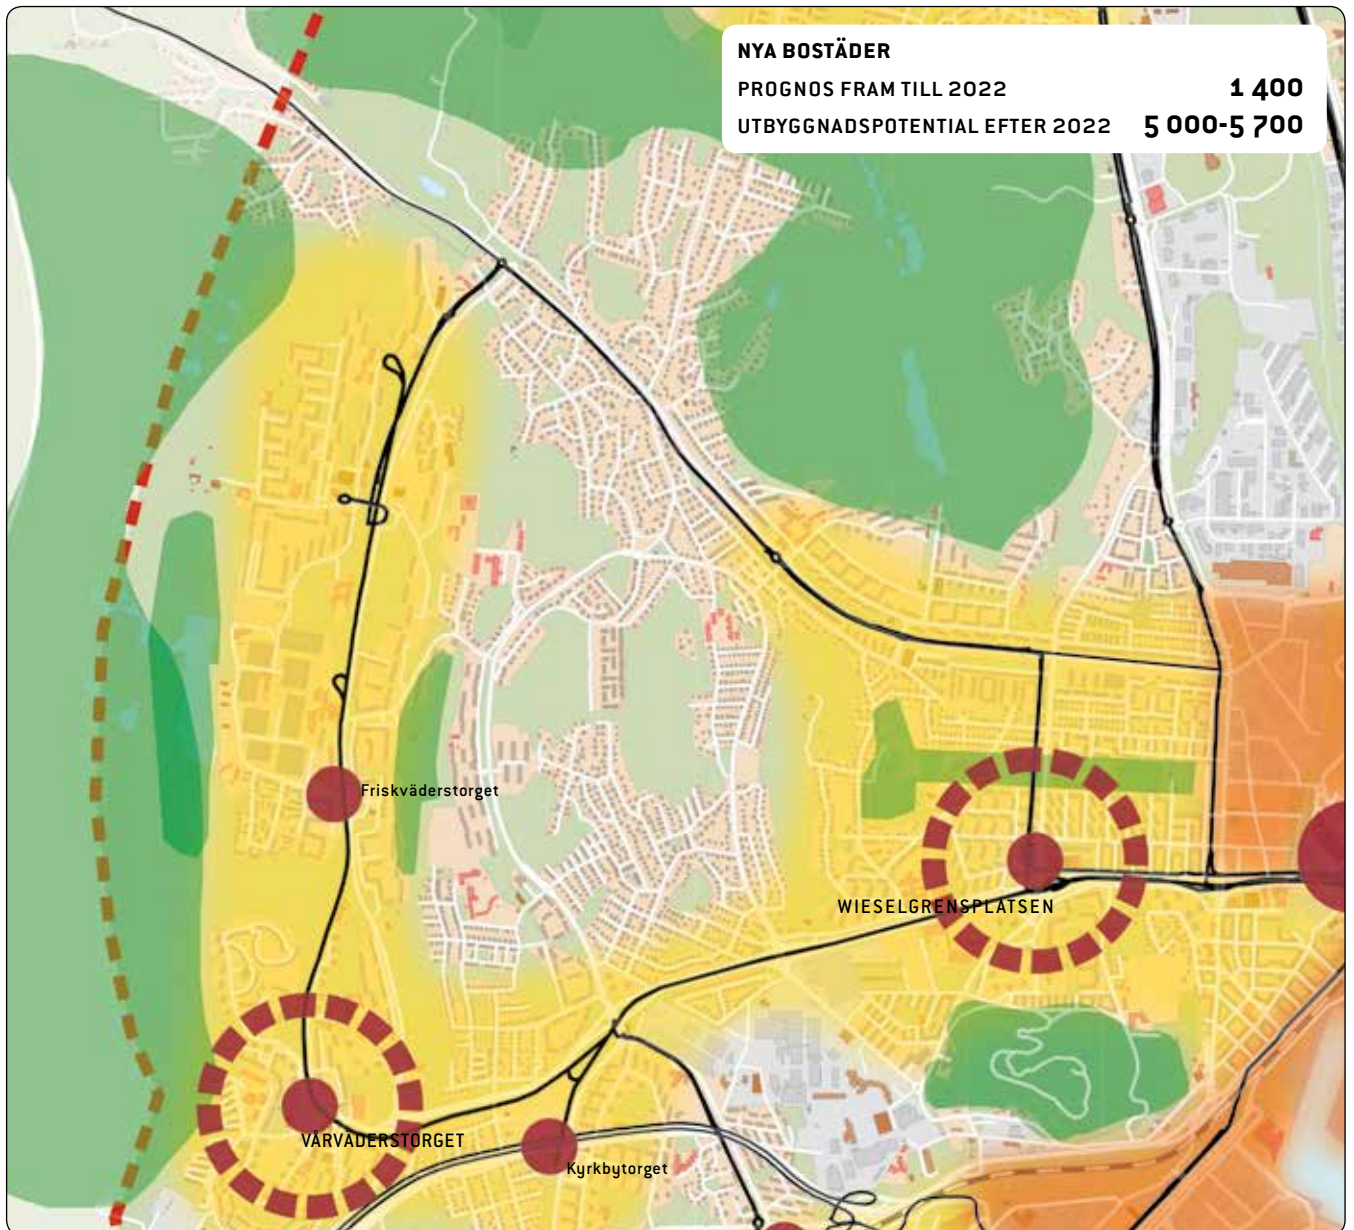 NYA BOSTÄDER
PROGNOS FRAM TILL 2022 1 400
UTBYGGNADSPOTENTIAL EFTER 2022 5 000-5 700
Friskväderstorget
WIESELGRENSPLATSEN
VÅRVÄDERSTORGET
Kyrkbytorget